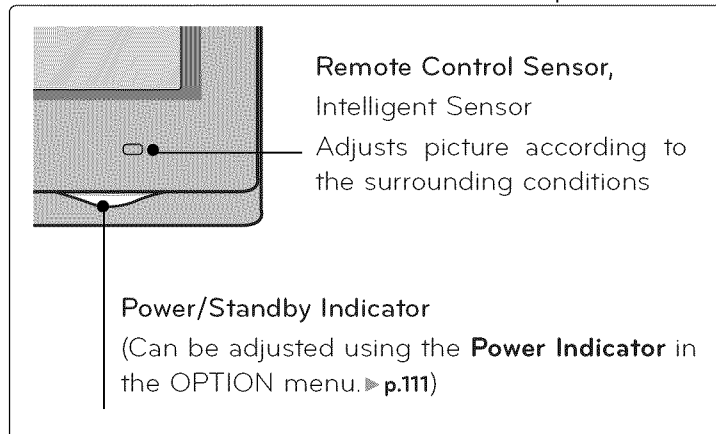 Remote Control Sensor,
Intelligent Sensor
Adjusts picture according to
the surrounding conditions
Power/Standby Indicator
(Can be adjusted using the Power Indicator in
the OPTION menu.▶p.111)